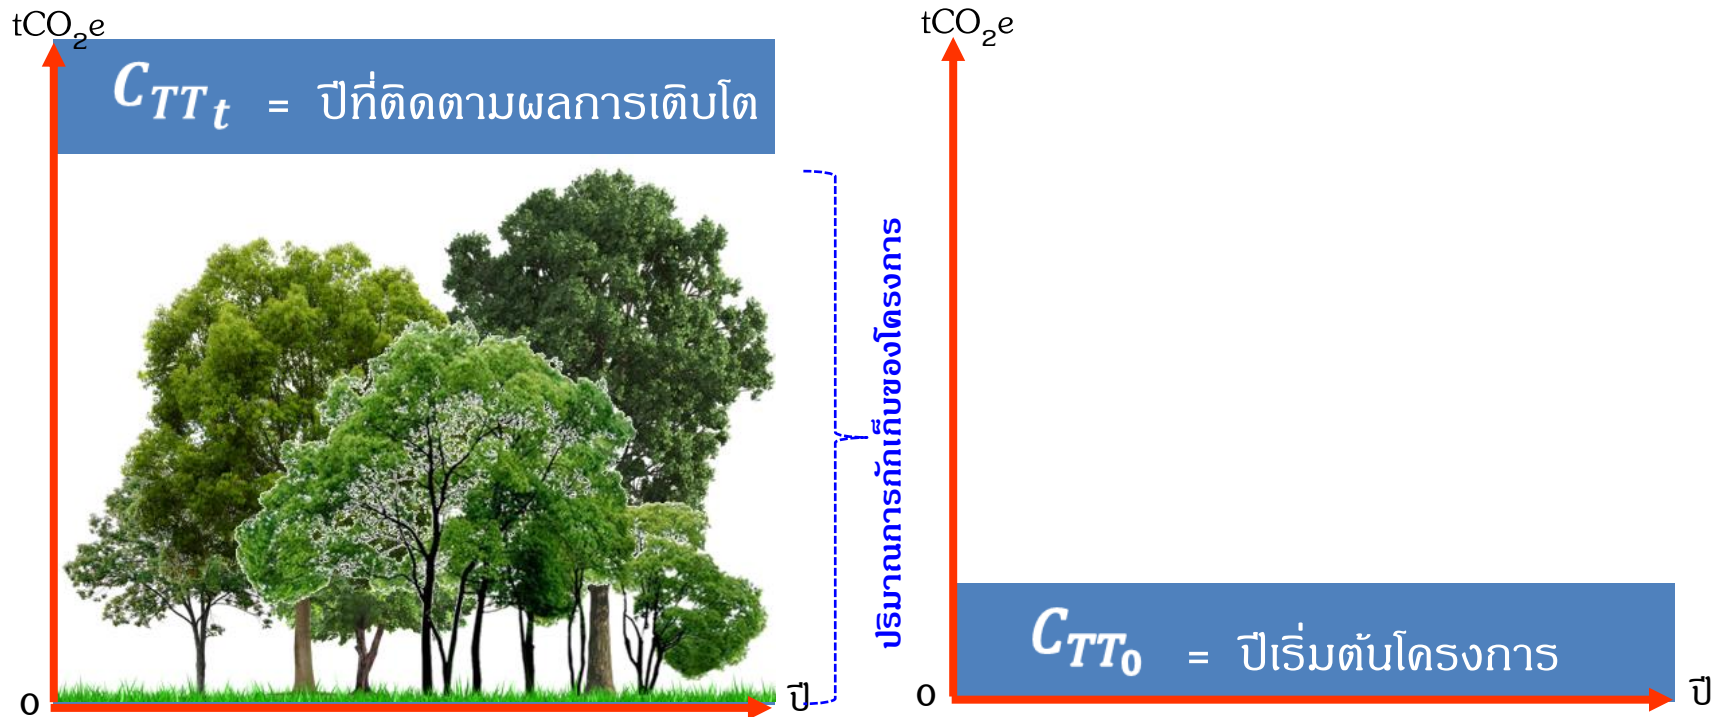 tCO2e
CTTt = ปีที่ติดตามผลการเติบโต
ปริมาณการกักเก็บของโครงการ
0
ปี
tCO2e
CTT0 = ปีเริ่มต้นโครงการ
0
ปี